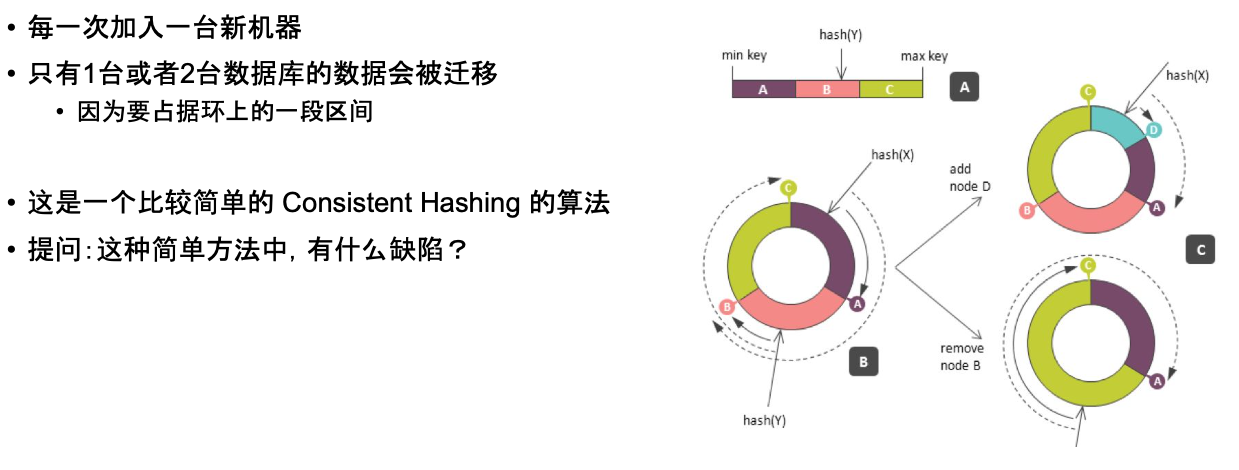 • 每一次加入一台新机器
• 只有1台或者2台数据库的数据会被迁移
• 因为要占据环上的一段区间
• 这是一个比较简单的 Consistent Hashing 的算法
• 提问：这种简单方法中，有什么缺陷？
hash(Y)
min key
max key
A
B
C
A
hash(X)
C
B
A
hash(Y)
B
add
node D
remove
node B
hash(X)
C
D
B
A
C
C
A